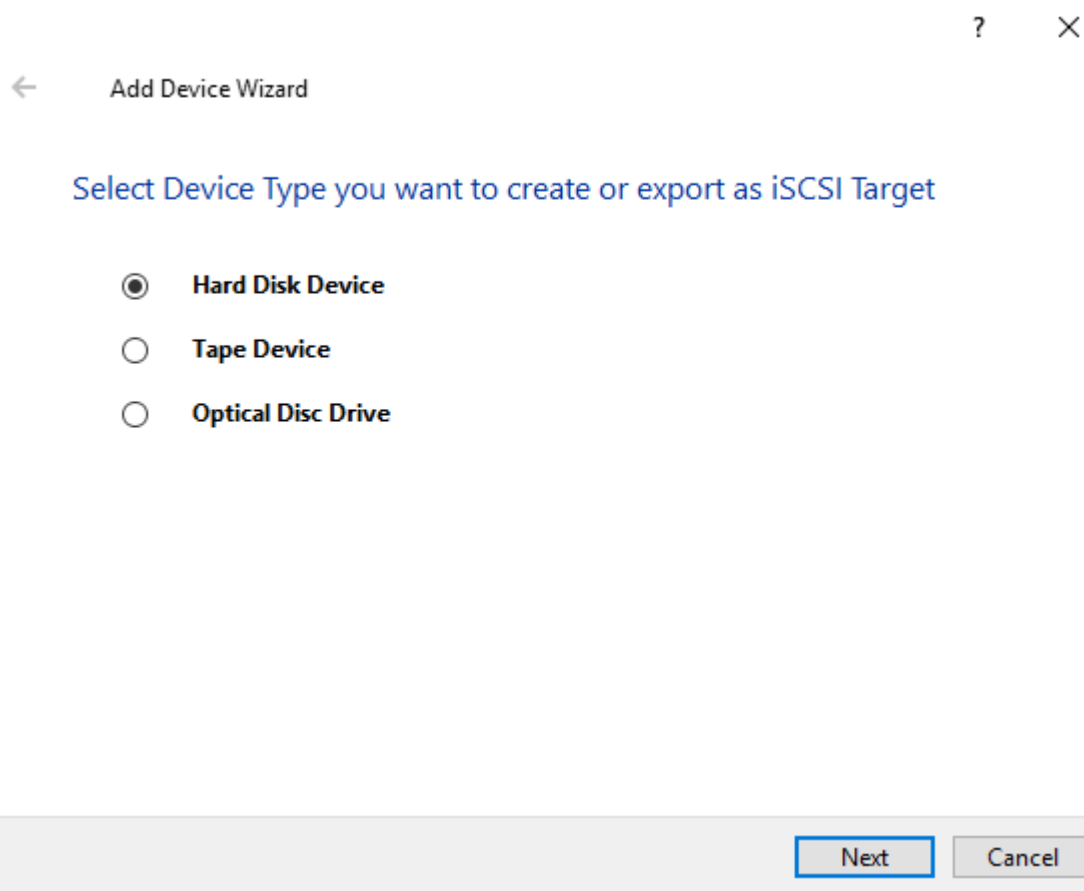 ?
Add Device Wizard
Select Device Type you want to create or export as iSCSI Target
Hard Disk Device
Tape Device
Optical Disc Drive
Next
Cancel